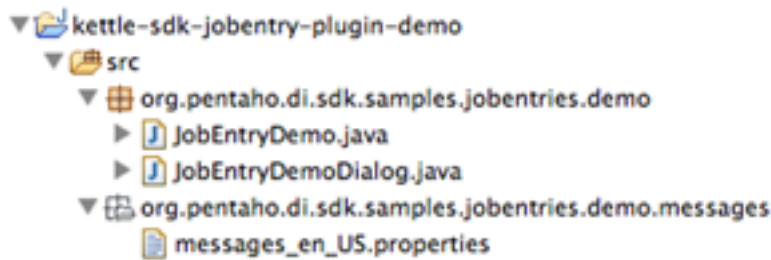 kettle-sdk-jobentry-plugin-demo
src
org.pentaho.di.sdk.samples.jobentries.demo
JobEntryDemo.java
JobEntryDemoDialog.java
org.pentaho.di.sdk.samples.jobentries.demo.messages
messages_en_US.properties